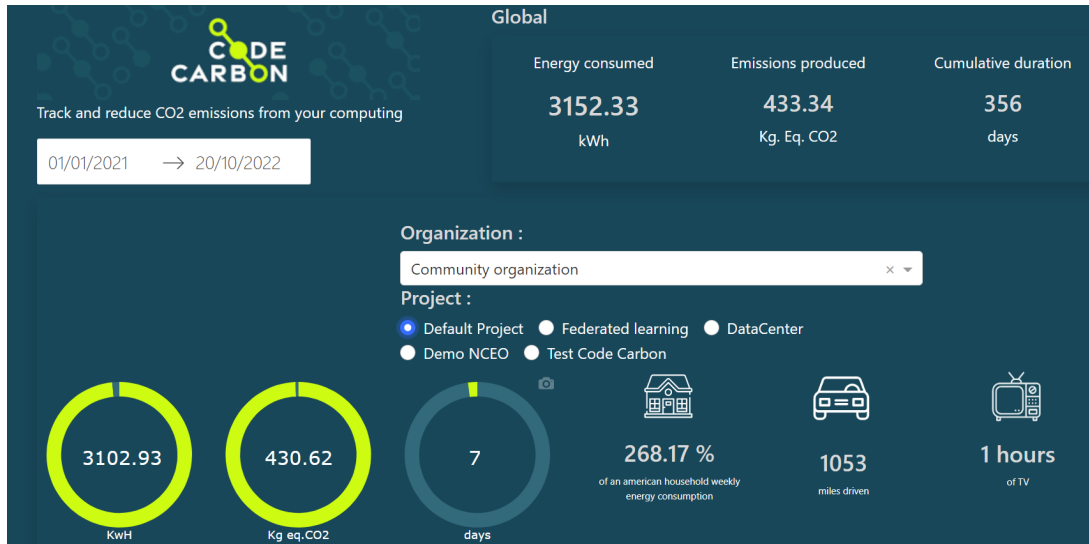 CODE
CARBON
Track and reduce CO2 emissions from your computing
01/01/2021 → 20/10/2022
Global
Energy consumed
3152.33
kWh
Emissions produced
433.34
Kg. Eq. CO2
Cumulative duration
356
days
Organization :
Community organization
Project :
Default Project Federated learning DataCenter
Demo NCEO Test Code Carbon
3102.93
KwH
430.62
Kg eq.CO2
7
days
268.17 %
of an american household weekly
energy consumption
1053
miles driven
1 hours
of TV